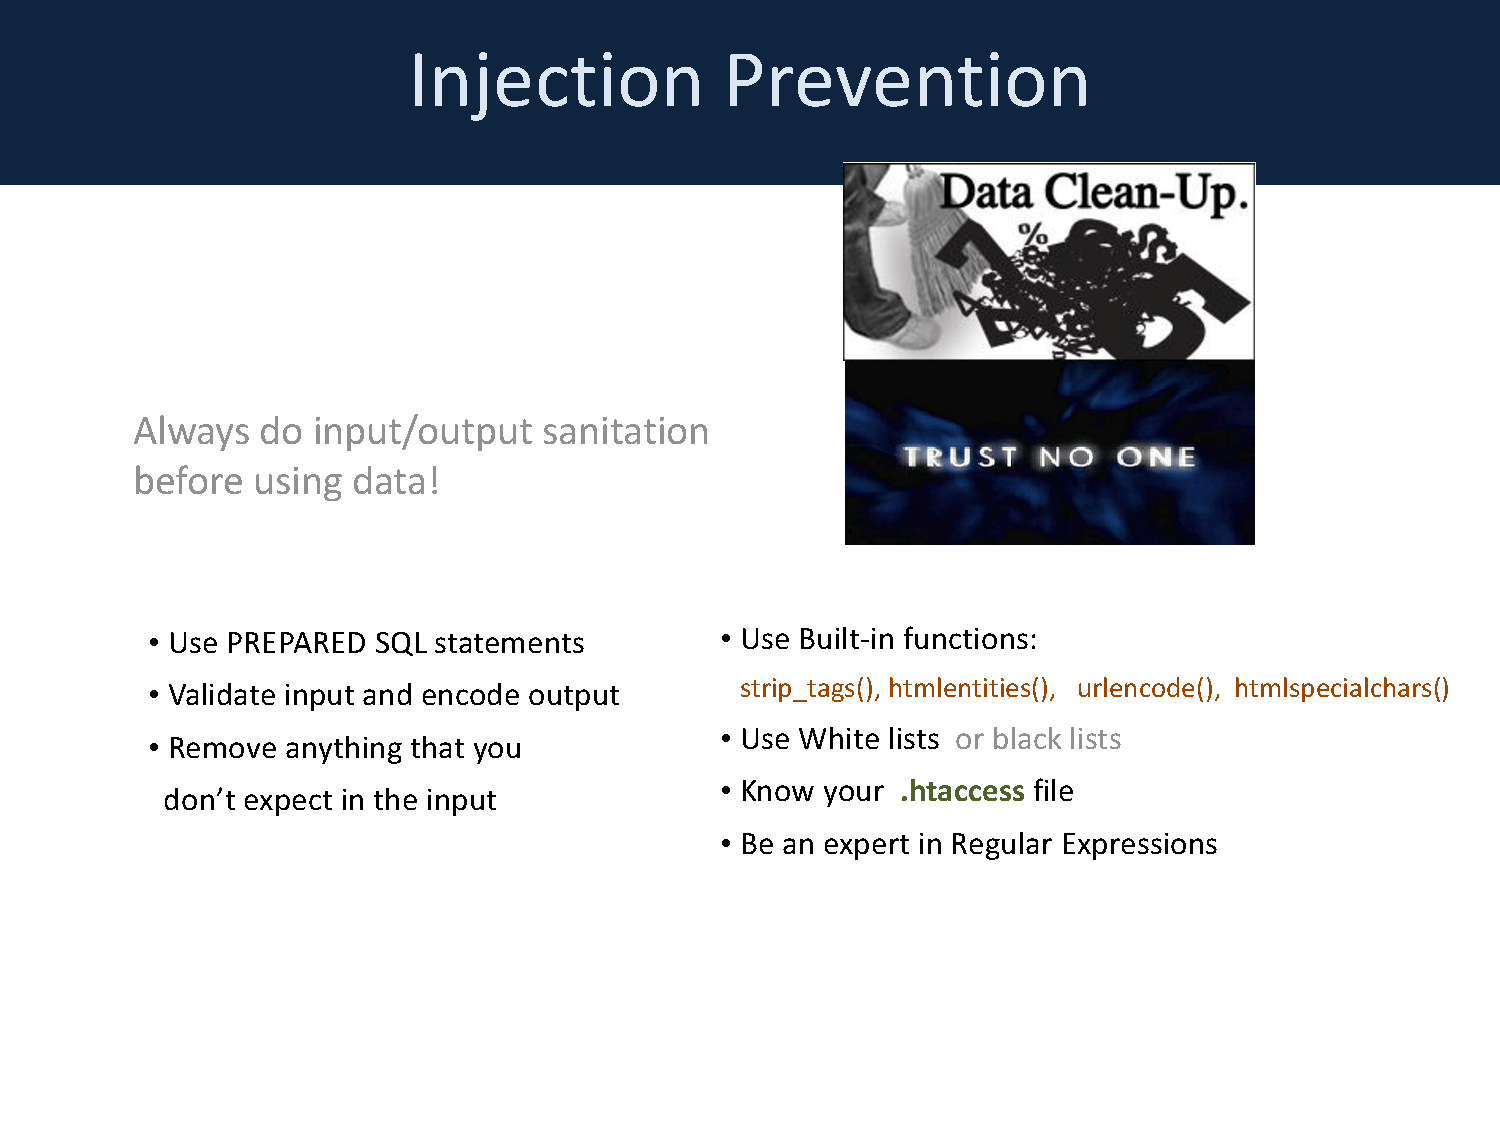 Injection Prevention
Data Clean-Up.
%
TRUST NO ONE
Always do input/output sanitation
before using data!
• Use PREPARED SQL statements
• Validate input and encode output
• Remove anything that you
don’t expect in the input
• Use Built-in functions:
strip_tags(), htmlentities(), urlencode(), htmlspecialchars()
• Use White lists or black lists
• Know your .htaccess file
• Be an expert in Regular Expressions